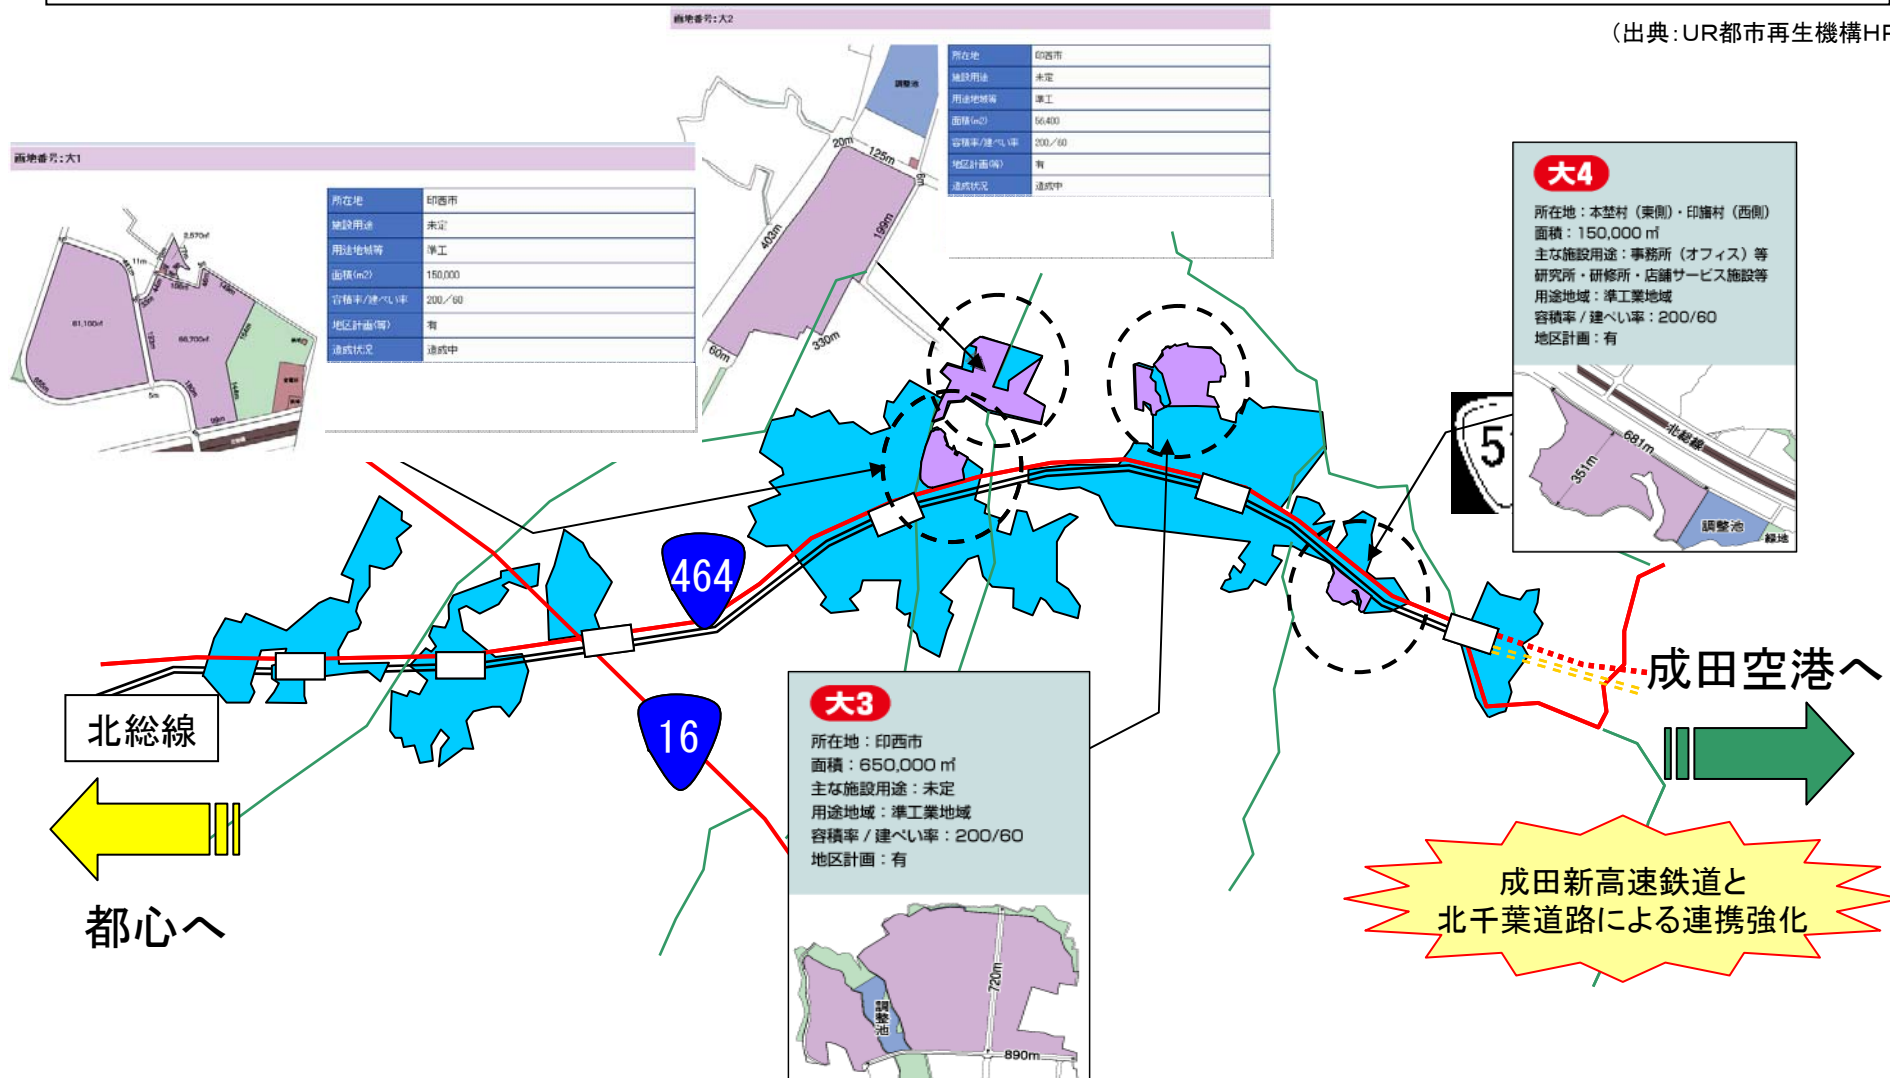 (出典:UR都市再生機構HP
画地番号:大2
所在地 印西市
施設用途 未定
用途地域等 準工
面積(m2) 56,400
容積率/建ぺい率 200/60
地区計画(等) 有
造成状況 造成中
調整池
20m
125m
6m
403m
199m
330m
60m
画地番号:大1
所在地 印西市
施設用途 未定
用途地域等 準工
面積(m2) 150,000
容積率/建ぺい率 200/60
地区計画(等) 有
造成状況 造成中
2,570㎡
11m
61,100㎡
5m
99m
大4
所在地:本埜村(東側)・印旛村(西側)
面積:150,000 ㎡
主な施設用途:事務所(オフィス)等
研究所・研修所・店舗サービス施設等
用途地域:準工業地域
容積率/建ぺい率:200/60
地区計画:有
北総線
681m
351m
調整池
緑地
5
464
16
北総線
都心へ
成田空港へ
大3
所在地:印西市
面積:650,000 ㎡
主な施設用途:未定
用途地域:準工業地域
容積率/建ぺい率:200/60
地区計画:有
720m
調整池
890m
成田新高速鉄道と
北千葉道路による連携強化